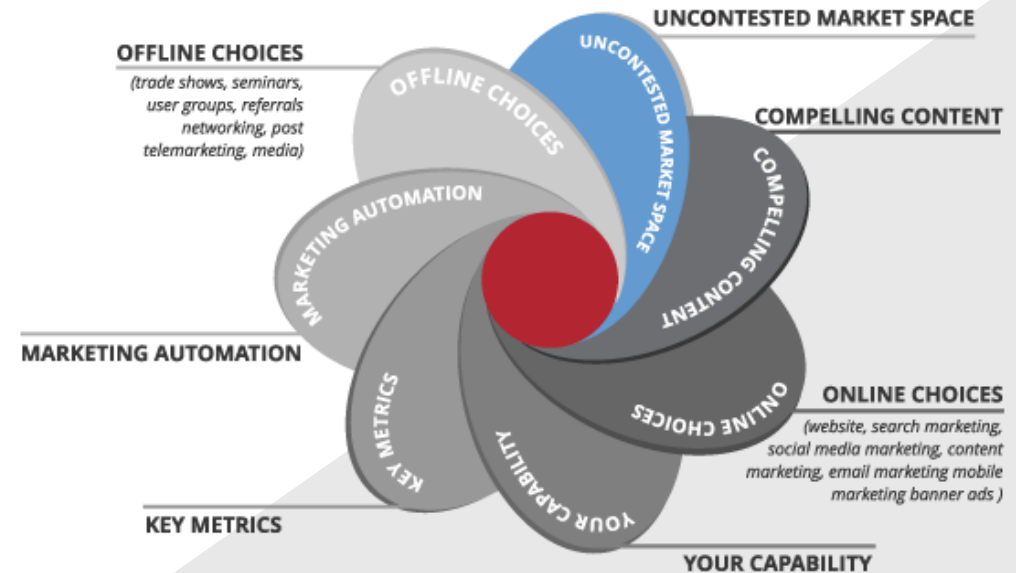 UNCONTESTED MARKET SPACE
OFFLINE CHOICES
(trade shows, seminars,
user groups, referrals
networking, post
telemarketing, media)
COMPELLING CONTENT
OFFLINE CHOICES
UNCONTESTED MARKET SPACE
COMPELLING CONTENT
MARKETING AUTOMATION
MARKETING AUTOMATION
KEY METRICS
YOUR CAPABILITY
ONLINE CHOICES
ONLINE CHOICES
(website, search marketing,
social media marketing, content
marketing, email marketing mobile
marketing banner ads )
KEY METRICS
YOUR CAPABILITY